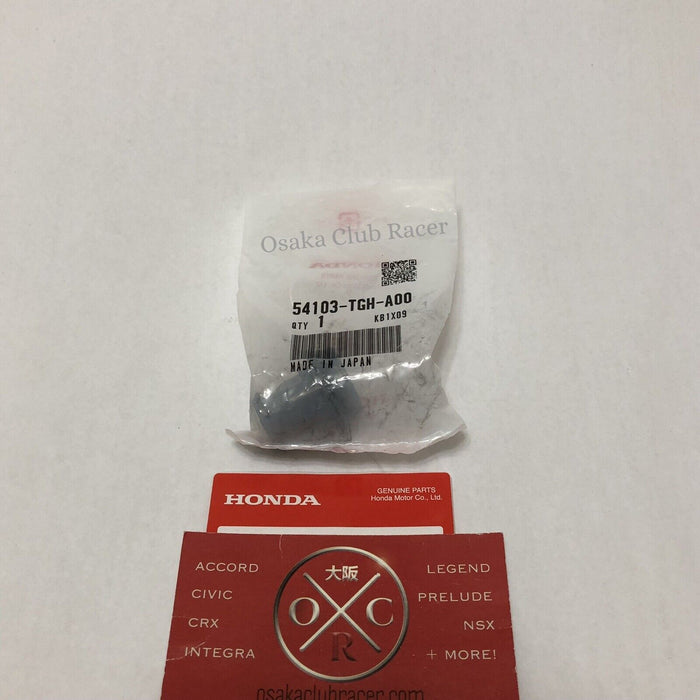 Osaka Club Racer
HONDA
54103-TGH-A00
QTY 1 KB1X09
MADE IN JAPAN
HONDA
GENUINE PARTS
Honda Motor Co., Ltd.
ACCORD
CIVIC
CRX
INTEGRA
大阪
O C
R
LEGEND
PRELUDE
NSX
+ MORE!
osakaclubracer.com